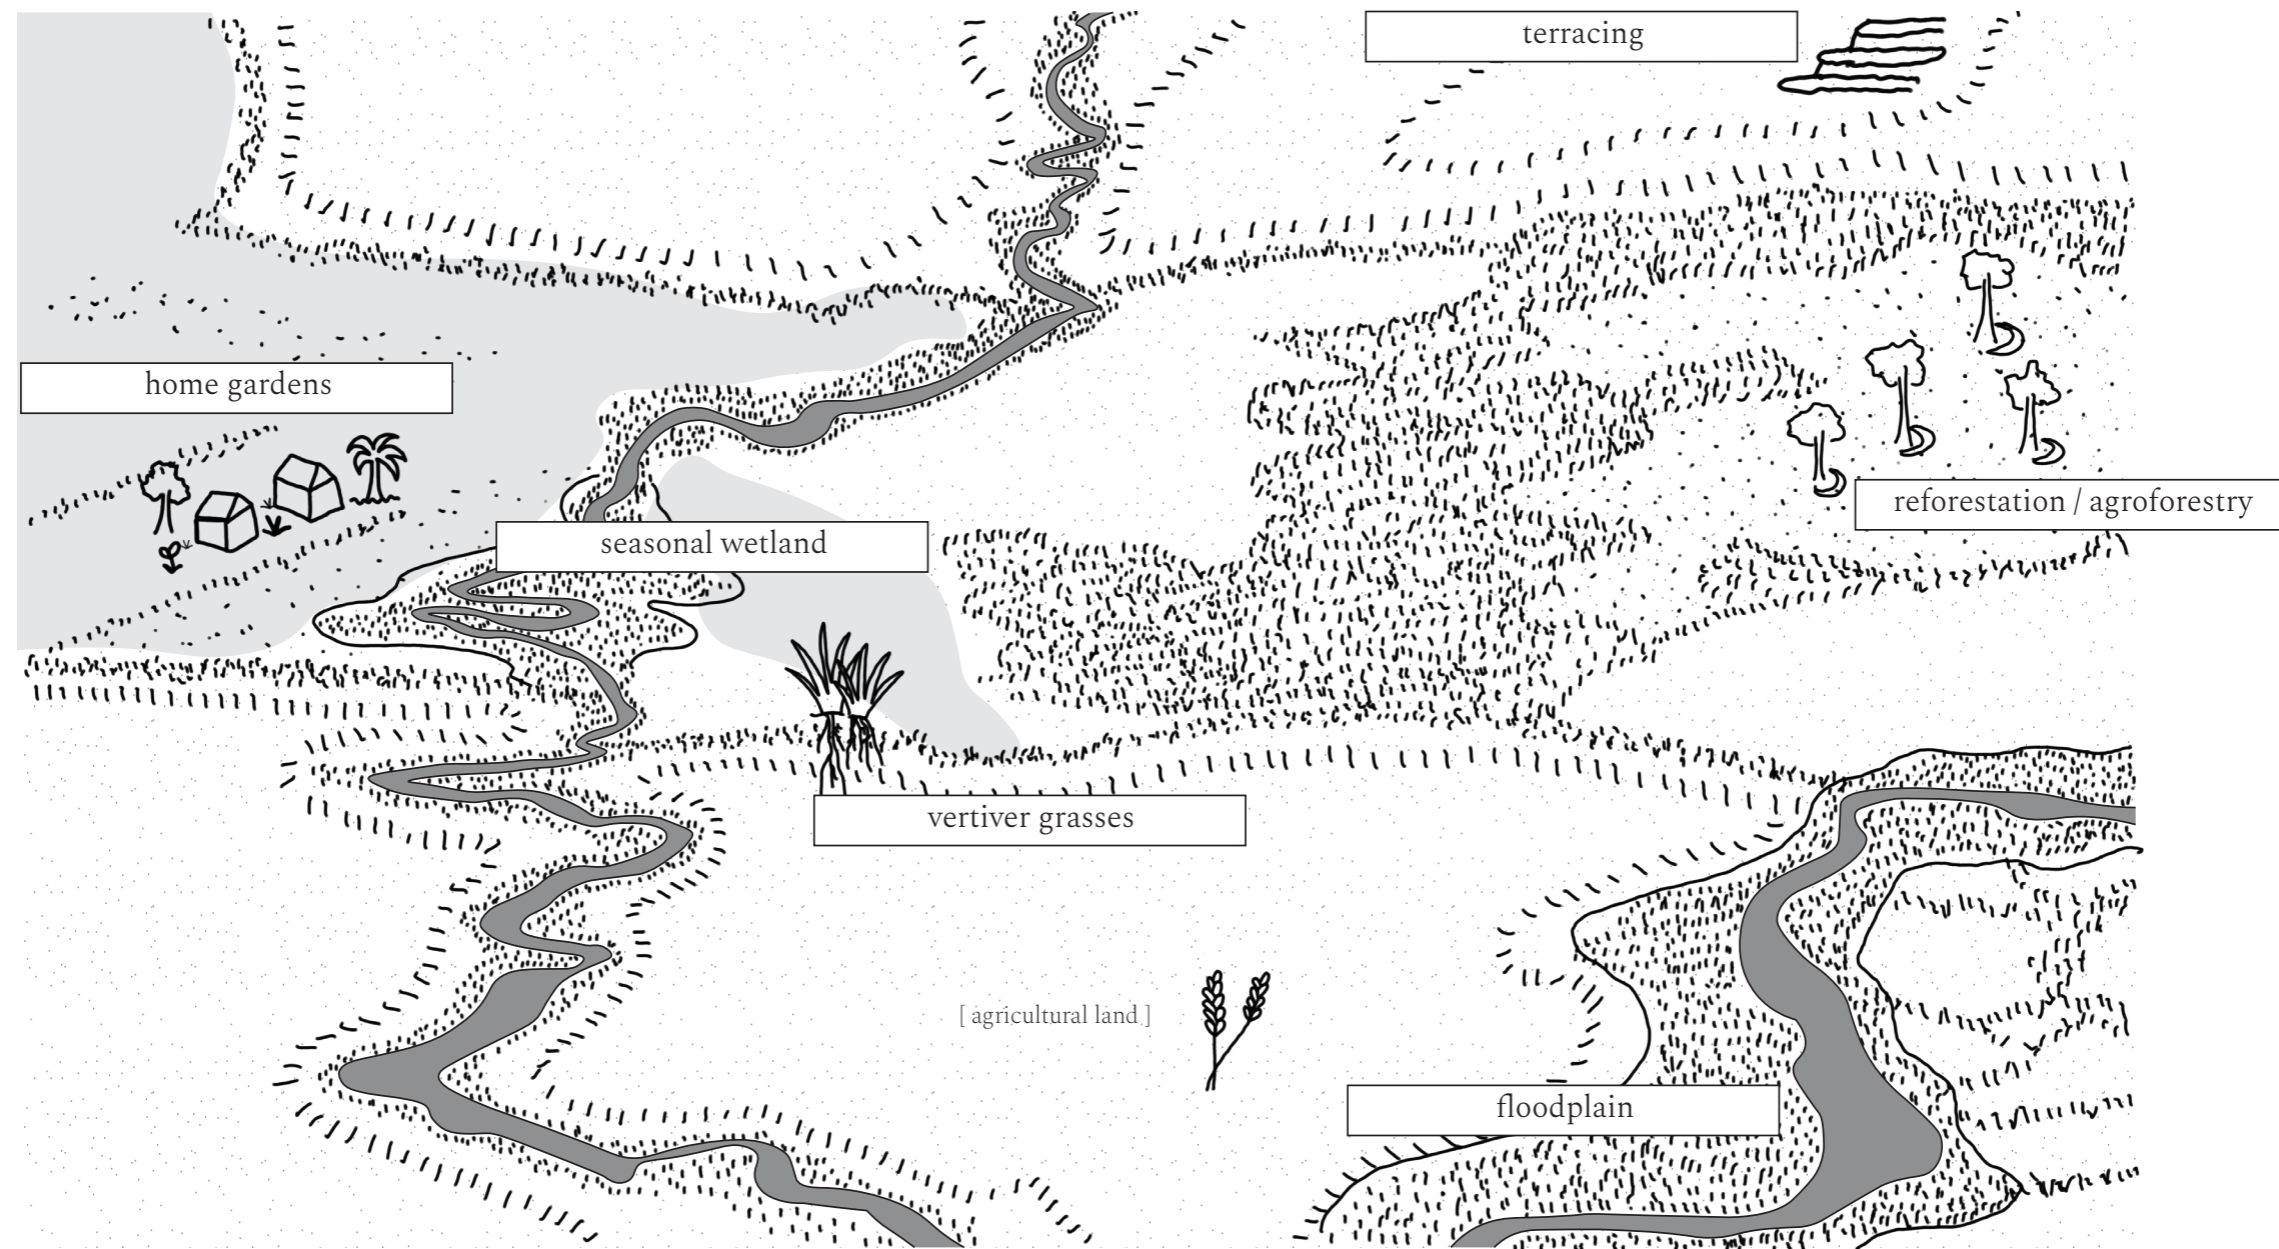 terracing
home gardens
reforestation / agroforestry
seasonal wetland
vertiver grasses
[ agricultural land ]
floodplain